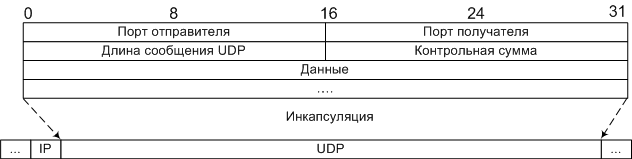 0 8 16 24 31
Порт отправителя Порт получателя
Длина сообщения UDP Контрольная сумма
Данные
....
Инкапсуляция
... IP UDP ...